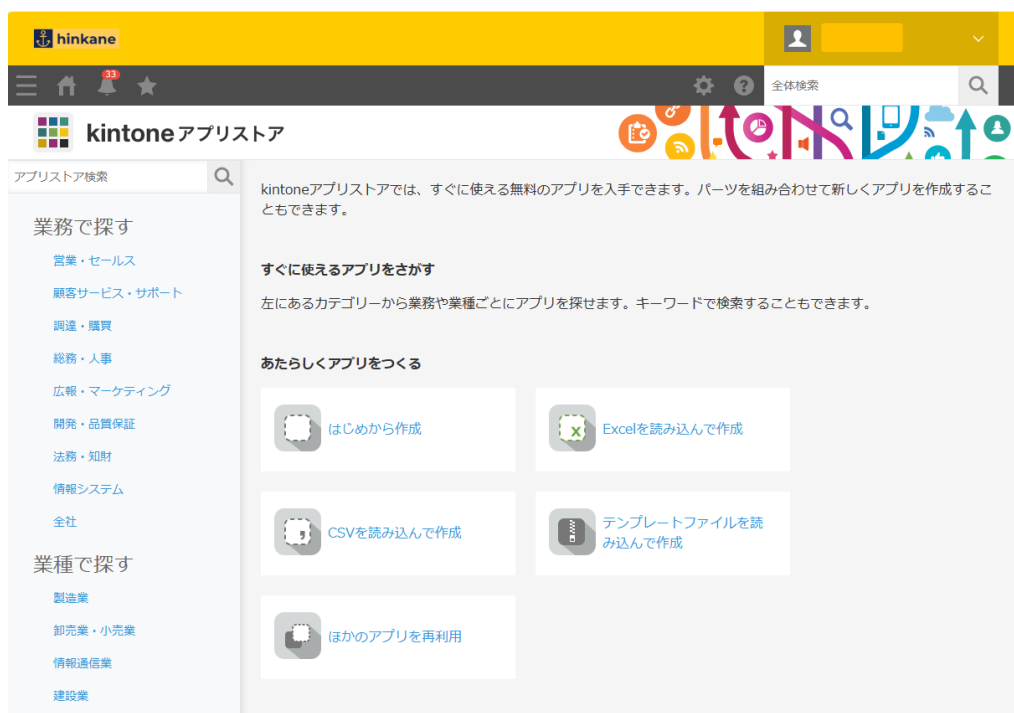 hinkane
33
全体検索
kintoneアプリストア
アプリストア検索
kintoneアプリストアでは、すぐに使える無料のアプリを入手できます。パーツを組み合わせて新しくアプリを作成するこ
ともできます。
業務で探す
営業・セールス
顧客サービス・サポート
調達・購買
総務・人事
広報・マーケティング
開発・品質保証
法務・知財
情報システム
全社
業種で探す
製造業
卸売業・小売業
情報通信業
建設業
すぐに使えるアプリをさがす
左にあるカテゴリーから業務や業種ごとにアプリを探せます。キーワードで検索することもできます。
あたらしくアプリをつくる
はじめから作成
Excelを読み込んで作成
CSVを読み込んで作成
テンプレートファイルを読
み込んで作成
ほかのアプリを再利用